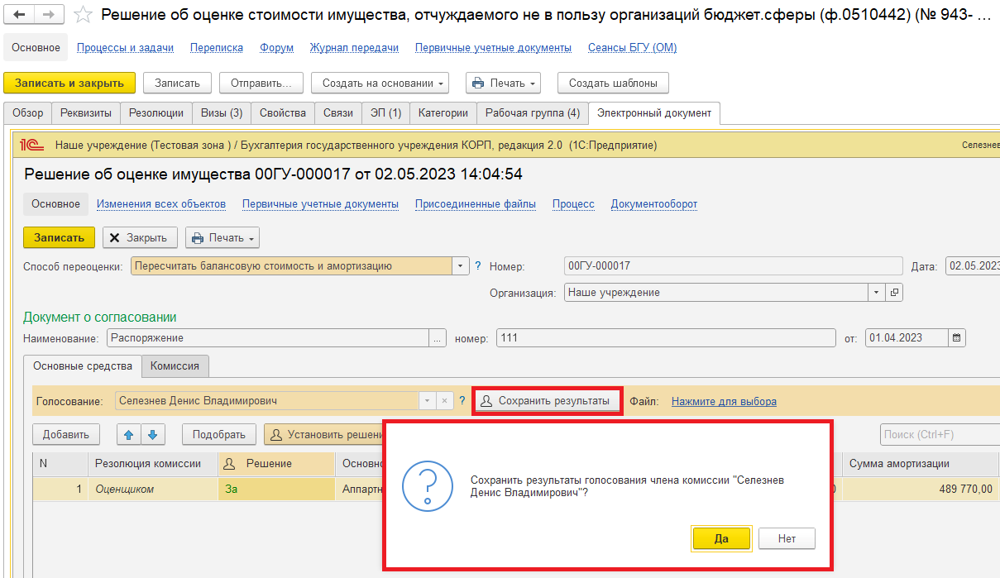 Решение об оценке стоимости имущества, отчуждаемого не в пользу организаций бюджет.сферы (ф.0510442) (№ 943- ...
Основное Процессы и задачи Переписка Форум Журнал передачи Первичные учетные документы Сеансы БГУ (ОМ)
Записать и закрыть Записать Отправить... Создать на основании Печать Создать шаблоны
Обзор Реквизиты Резолюции Визы (3) Свойства Связи ЭП (1) Категории Рабочая группа (4) Электронный документ
1С Наше учреждение (Тестовая зона ) / Бухгалтерия государственного учреждения КОРП, редакция 2.0 (1С:Предприятие) Селезнев
Решение об оценке имущества 00ГУ-000017 от 02.05.2023 14:04:54
Основное Изменения всех объектов Первичные учетные документы Присоединенные файлы Процесс Документооборот
Записать Закрыть Печать
Способ переоценки: Пересчитать балансовую стоимость и амортизацию ? Номер: 00ГУ-000017 Дата: 02.05.2023
Организация: Наше учреждение
Документ о согласовании
Наименование: Распоряжение ... номер: 111 от: 01.04.2023
Основные средства Комиссия
Голосование: Селезнев Денис Владимирович × ? Сохранить результаты Файл: Нажмите для выбора
Добавить Подобрать Установить решени Поиск (Ctrl+F)
N Резолюция комиссии Решение Основно Сумма амортизации
1 Оценщиком За Аппартн 489 770,00
Сохранить результаты голосования члена комиссии "Селезнев
Денис Владимирович"?
Да Нет